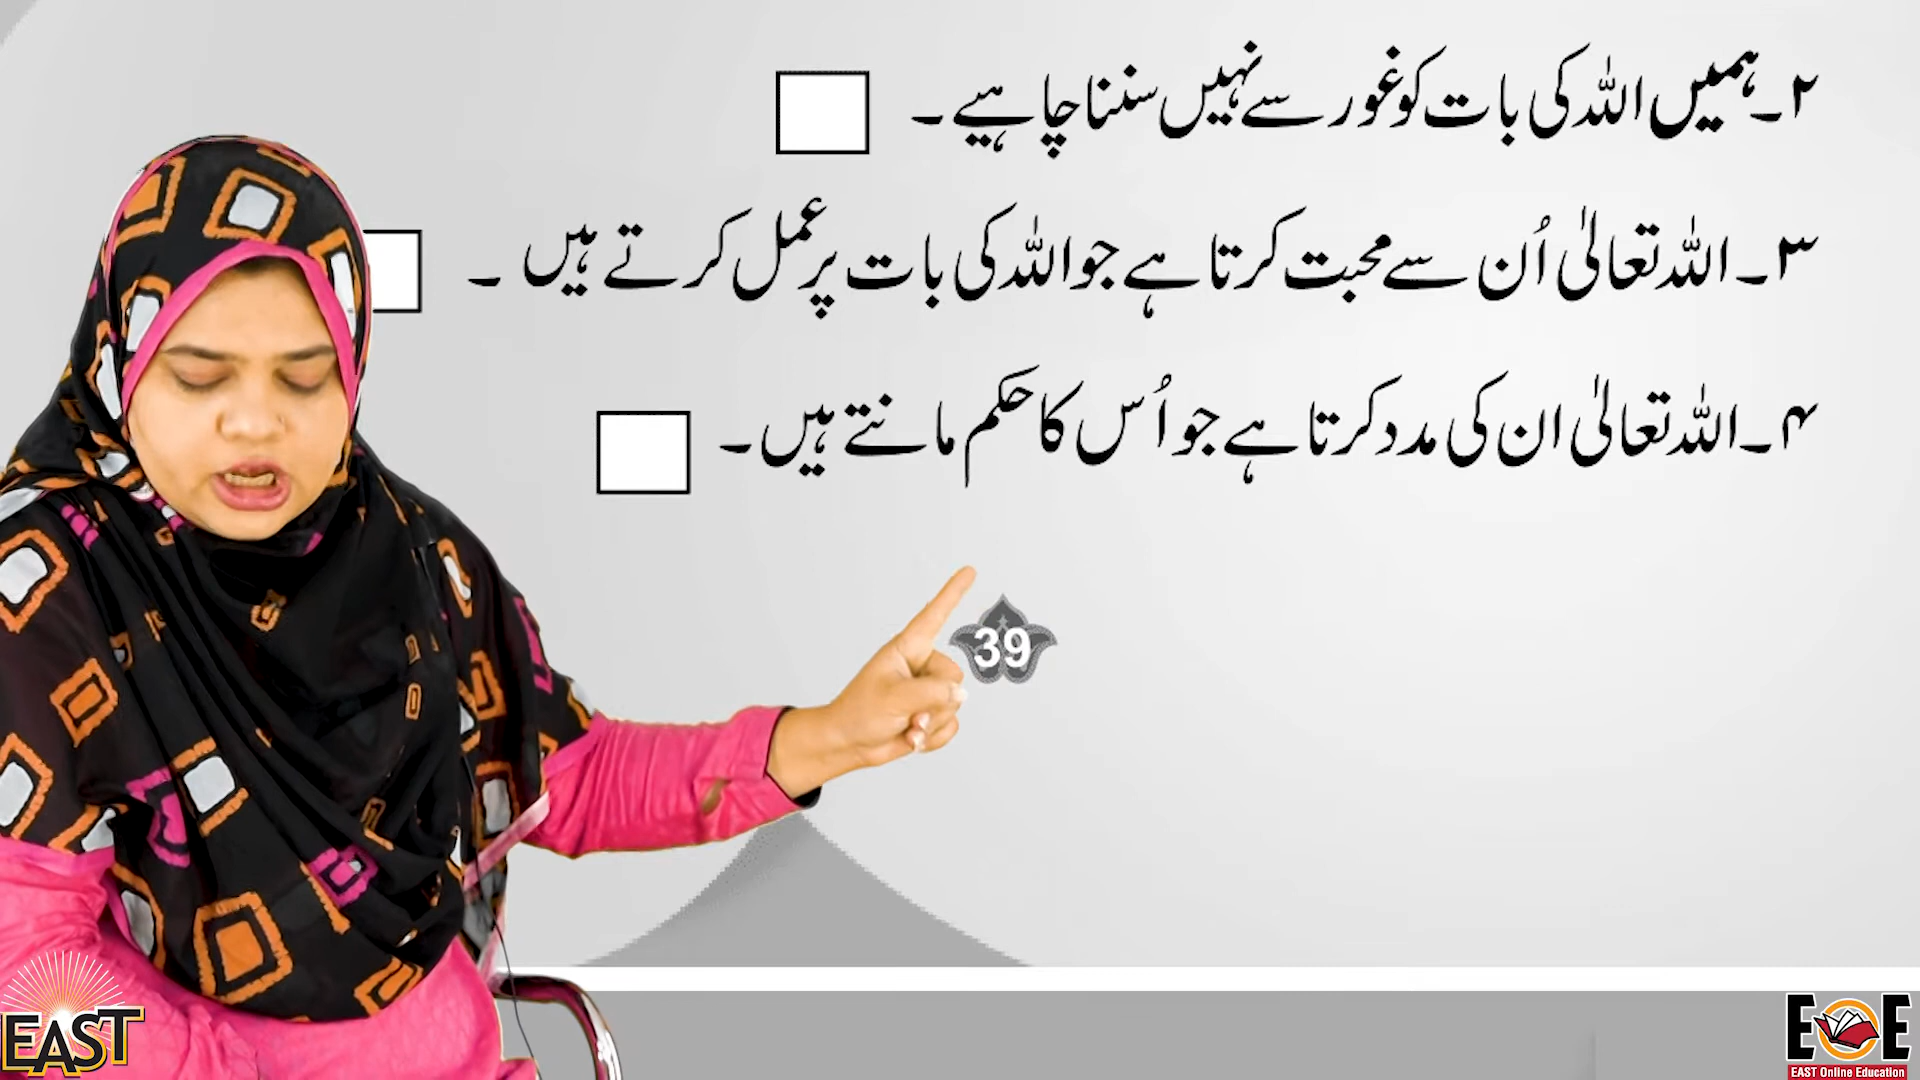 ۲۔ ہمیں اللہ کی بات کو غور سے نہیں سننا چاہیے ۔
۳۔ اللہ تعالیٰ اُن سے محبت کرتا ہے جو اللہ کی بات پر عمل کرتے ہیں ۔
۴۔ اللہ تعالیٰ ان کی مدد کرتا ہے جو اُس کا حکم مانتے ہیں ۔
39
EAST
EOE
EAST Online Education